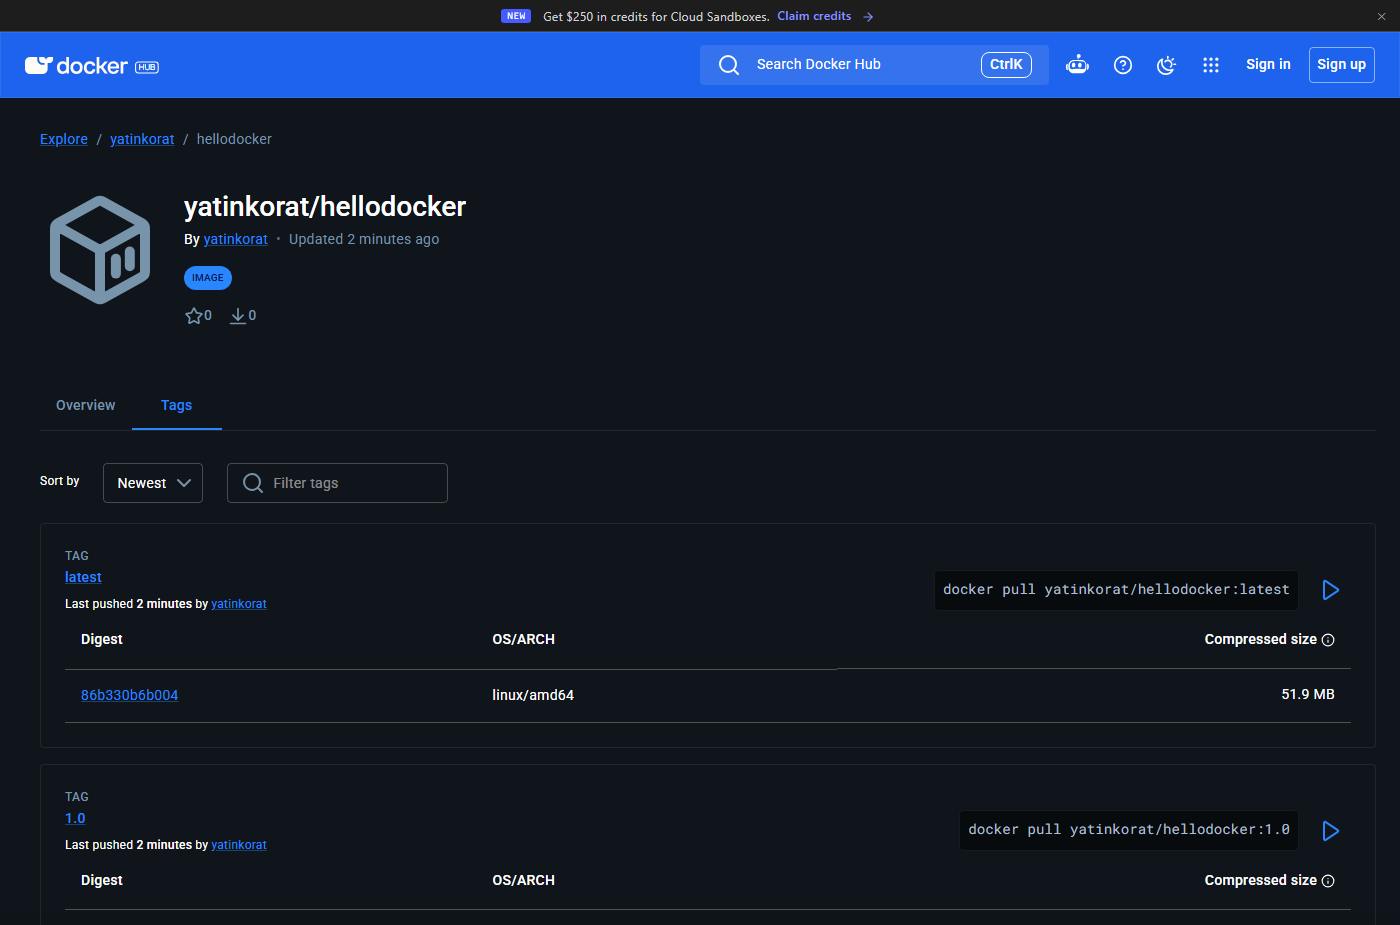 NEW Get $250 in credits for Cloud Sandboxes. Claim credits
docker HUB Search Docker Hub CtrlK Sign in Sign up
Explore / yatinkorat / hellodocker
yatinkorat/hellodocker
By yatinkorat • Updated 2 minutes ago
IMAGE
0 0
Overview Tags
Sort by Newest Filter tags
TAG
latest
docker pull yatinkorat/hellodocker:latest
Last pushed 2 minutes by yatinkorat
Digest OS/ARCH Compressed size
86b330b6b004 linux/amd64 51.9 MB
TAG
1.0
docker pull yatinkorat/hellodocker:1.0
Last pushed 2 minutes by yatinkorat
Digest OS/ARCH Compressed size